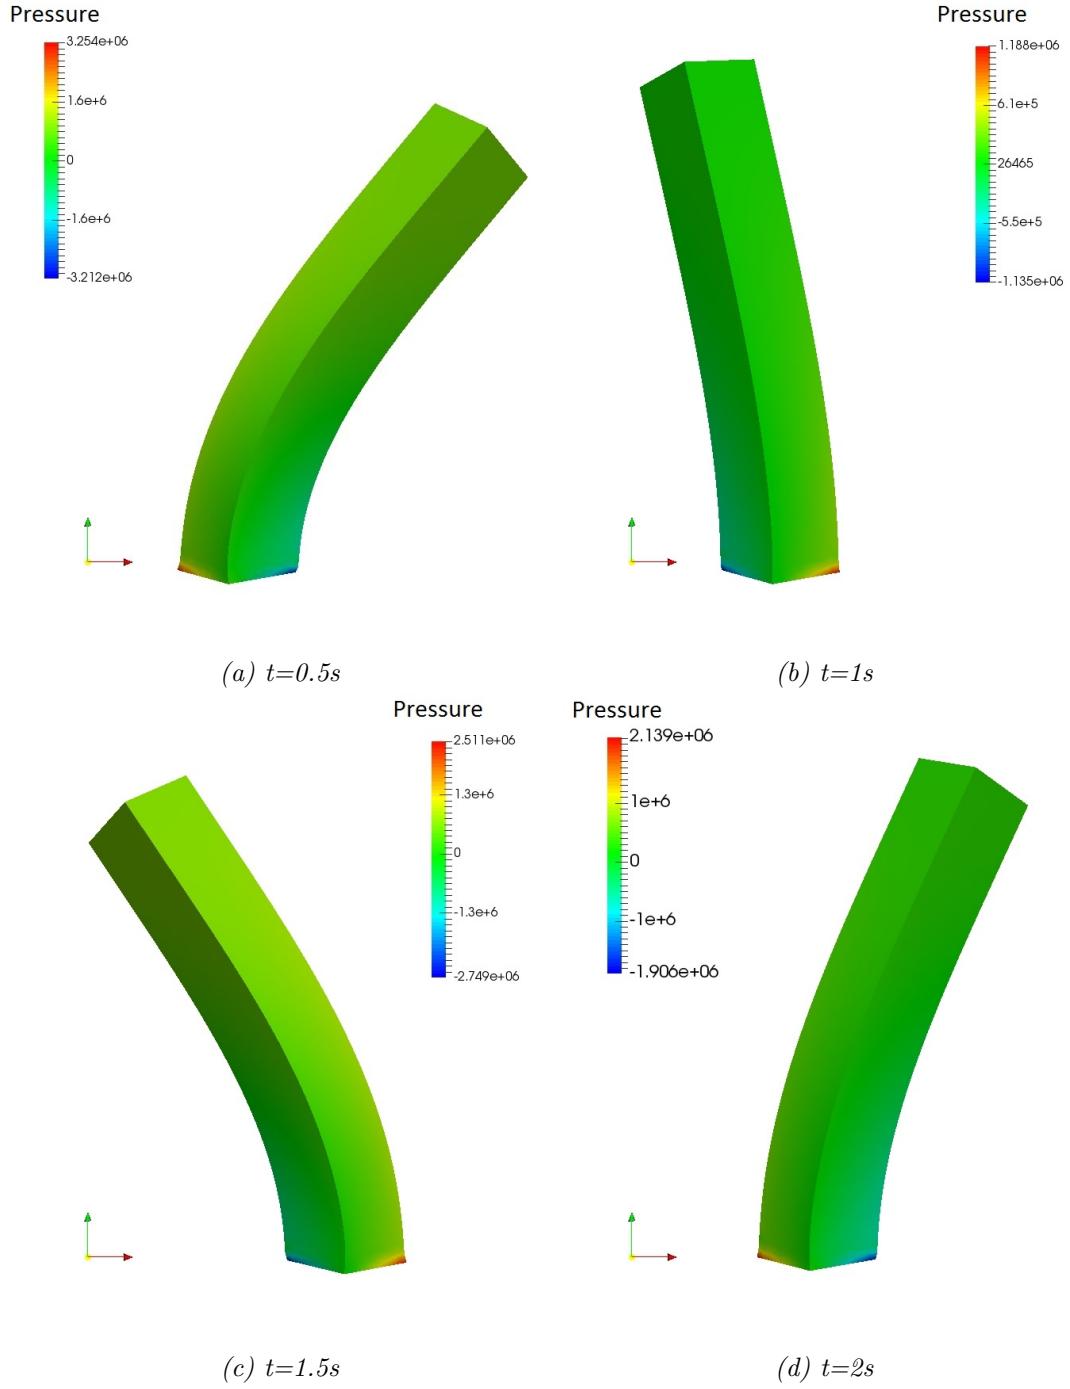 Pressure
3.254e+06
1.6e+6
0
-1.6e+6
-3.212e+06
Pressure
1.188e+06
6.1e+5
26465
-5.5e+5
-1.135e+06
(a) t=0.5s
(b) t=1s
Pressure
2.511e+06
1.3e+6
0
-1.3e+6
-2.749e+06
Pressure
2.139e+06
1e+6
0
-1e+6
-1.906e+06
(c) t=1.5s
(d) t=2s